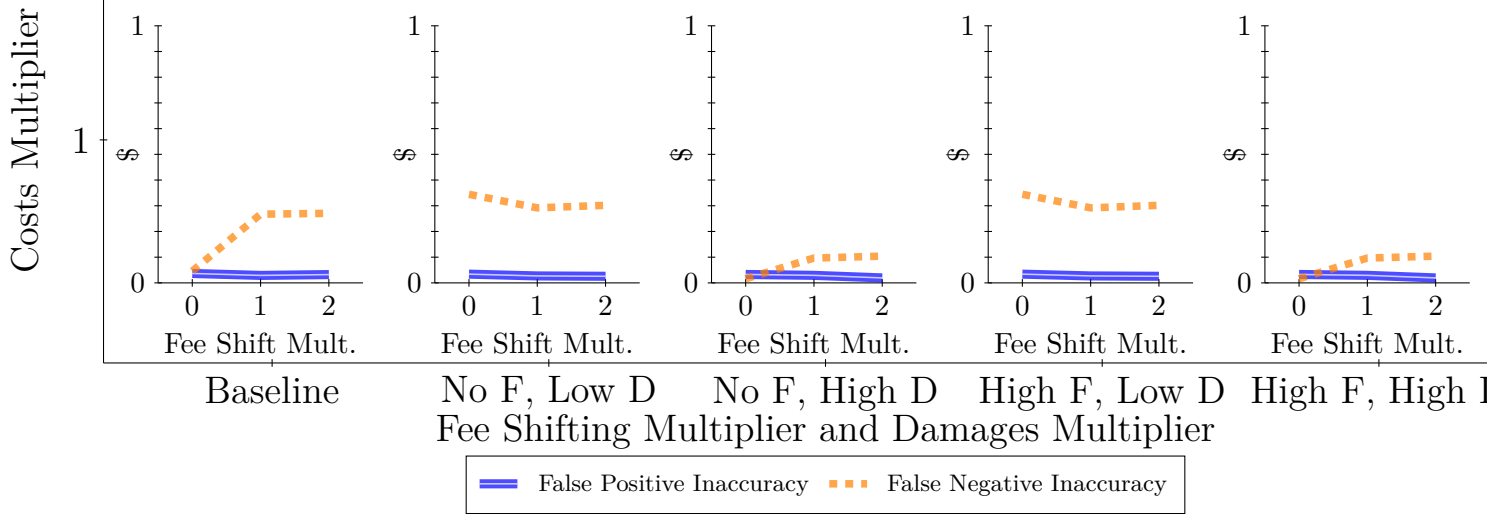 Costs Multiplier
1
1
$
0
0 1 2
Fee Shift Mult.
1
$
0
0 1 2
Fee Shift Mult.
1
$
0
0 1 2
Fee Shift Mult.
1
$
0
0 1 2
Fee Shift Mult.
1
$
0
0 1 2
Fee Shift Mult.
Baseline No F, Low D No F, High D High F, Low D High F, High
Fee Shifting Multiplier and Damages Multiplier
False Positive Inaccuracy False Negative Inaccuracy